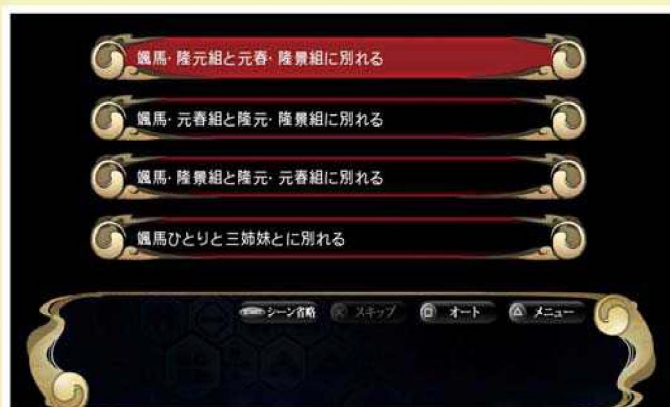 颯馬・隆元組と元春・隆景組に別れる
颯馬・元春組と隆元・隆景組に別れる
颯馬・隆景組と隆元・元春組に別れる
颯馬ひとりと三姉妹とに別れる
シーン省略 スキップ オート メニュー